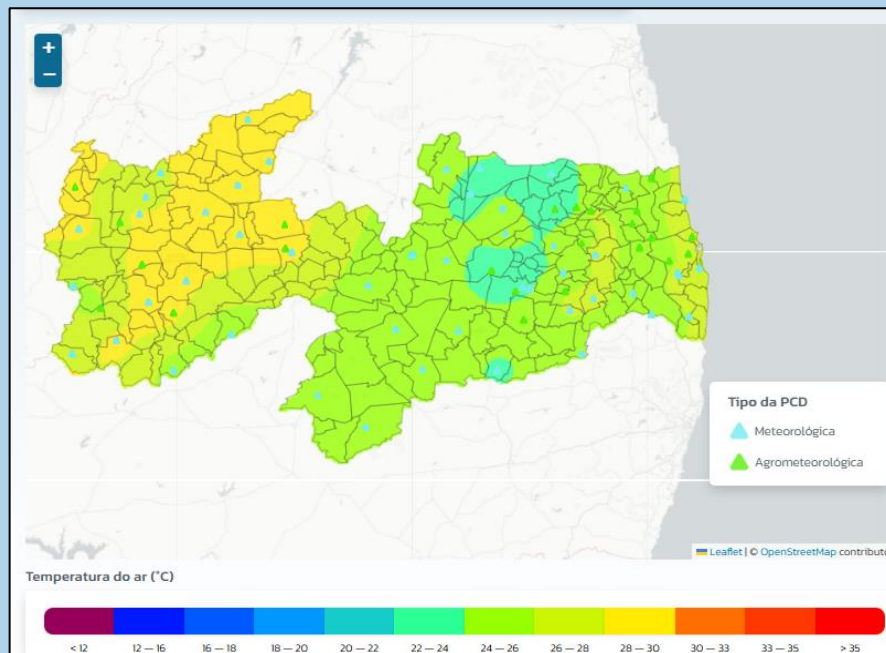 +
−
Tipo da PCD
Meteorológica
Agrometeorológica
Leaflet | © OpenStreetMap contributo
Temperatura do ar (°C)
< 12 12 — 16 16 — 18 18 — 20 20 — 22 22 — 24 24 — 26 26 — 28 28 — 30 30 — 33 33 — 35 > 35